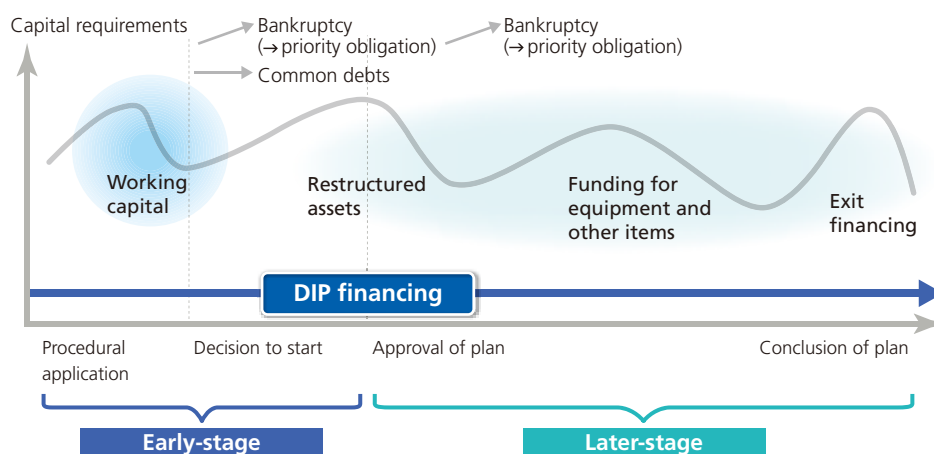 Capital requirements
Bankruptcy
(→priority obligation)
Common debts
Bankruptcy
(→priority obligation)
Working
capital
Restructured
assets
Funding for
equipment and
other items
Exit
financing
DIP financing
Procedural
application
Decision to start
Approval of plan
Conclusion of plan
Early-stage
Later-stage